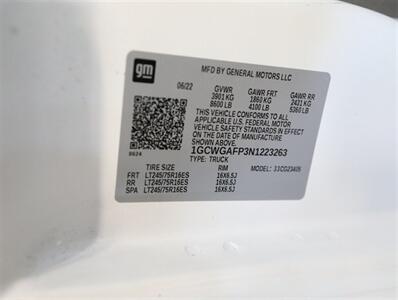 gm
MFD BY GENERAL MOTORS LLC
06/22
GVWR GAWR FRT GAWR RR
3901 KG 1860 KG 2431 KG
8600 LB 4100 LB 5360 LB
THIS VEHICLE CONFORMS TO ALL
APPLICABLE U.S. FEDERAL MOTOR
VEHICLE SAFETY STANDARDS IN
EFFECT ON THE DATE OF
MANUFACTURE SHOWN ABOVE.
1GCWGAFP3N1223263
TYPE: TRUCK MODEL: 33CG23405
TIRE SIZE RIM
FRT LT245/75R16ES 16X6.5J
RR LT245/75R16ES 16X6.5J
SPA LT245/75R16ES 16X6.5J